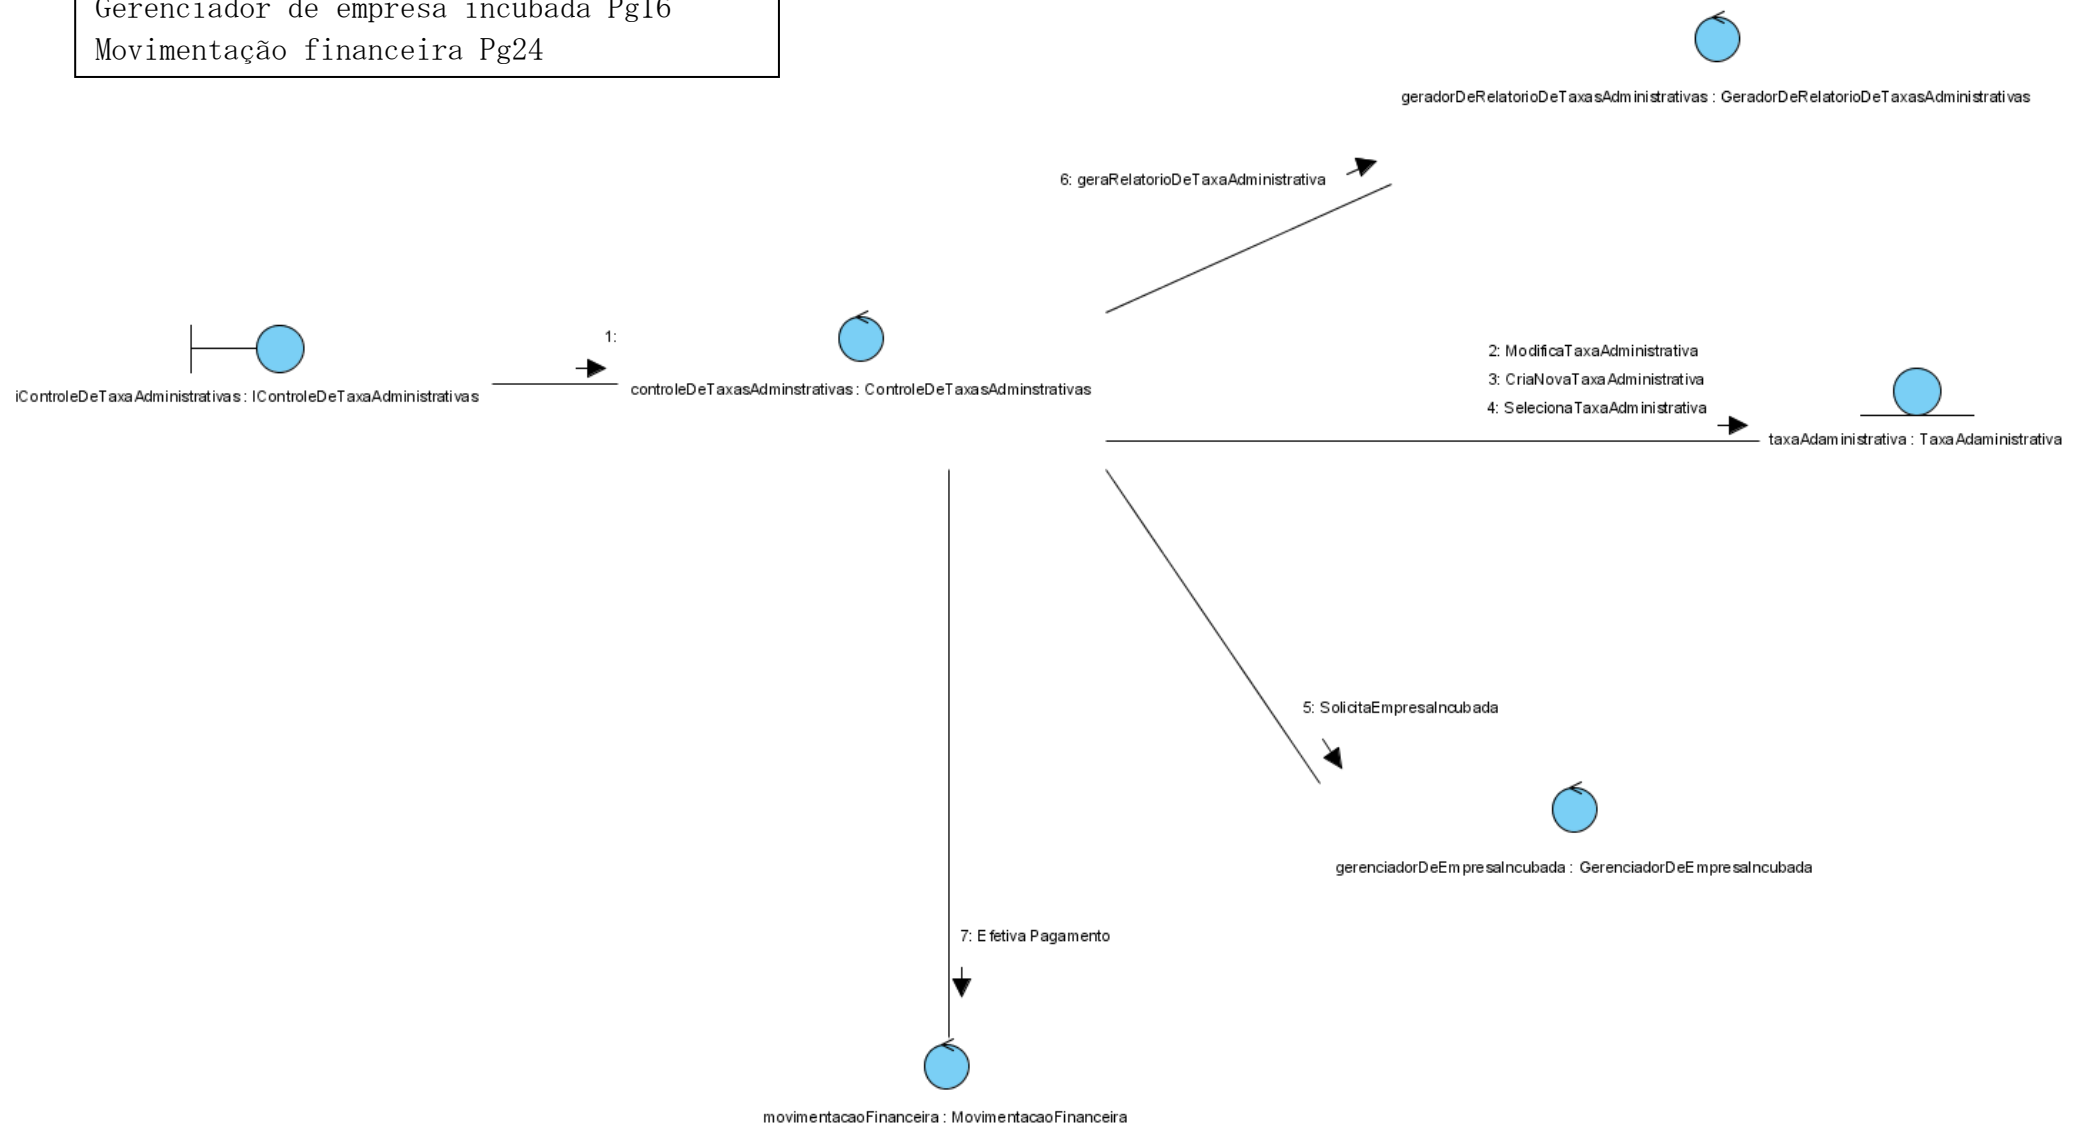 Gerenciador de empresa incubada Pg16
Movimentação financeira Pg24
geradorDeRelatorioDeTaxasAdministrativas : GeradorDeRelatorioDeTaxasAdministrativas
6: geraRelatorioDeTaxaAdministrativa
1:
iControleDeTaxaAdministrativas : IControleDeTaxaAdministrativas
controleDeTaxasAdminstrativas : ControleDeTaxasAdminstrativas
2: ModificaTaxaAdministrativa
3: CriaNovaTaxaAdministrativa
4: SelecionaTaxaAdministrativa
taxaAdaministrativa : TaxaAdaministrativa
5: SolicitaEmpresaIncubada
gerenciadorDeEmpresaIncubada : GerenciadorDeEmpresaIncubada
7: Efetiva Pagamento
movimentacaoFinanceira : MovimentacaoFinanceira